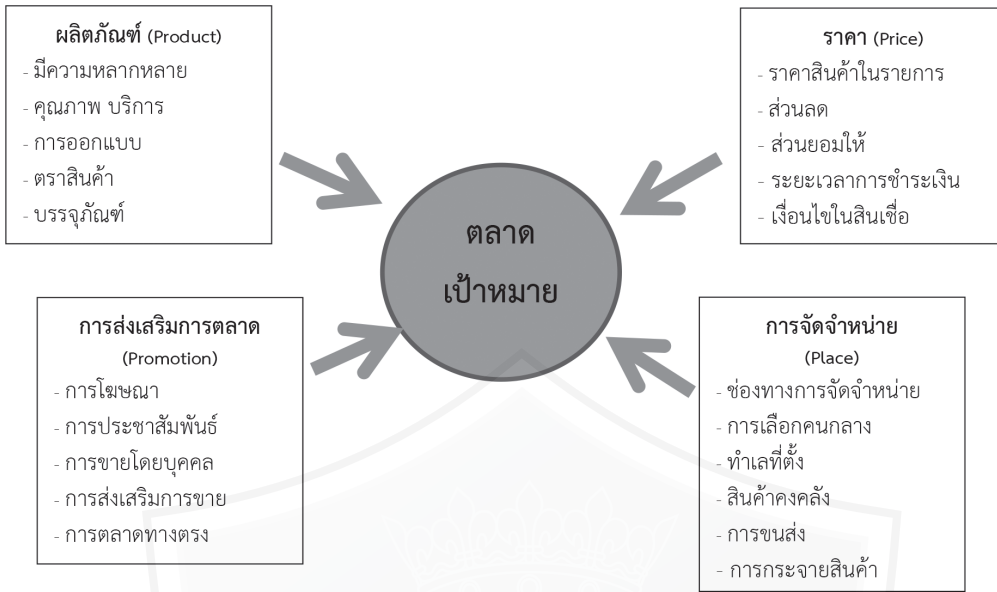 ผลิตภัณฑ์ (Product)
- มีความหลากหลาย
- คุณภาพ บริการ
- การออกแบบ
- ตราสินค้า
- บรรจุภัณฑ์
ราคา (Price)
- ราคาสินค้าในรายการ
- ส่วนลด
- ส่วนยอมให้
- ระยะเวลาการชำระเงิน
- เงื่อนไขในสินเชื่อ
ตลาด
เป้าหมาย
การส่งเสริมการตลาด
(Promotion)
- การโฆษณา
- การประชาสัมพันธ์
- การขายโดยบุคคล
- การส่งเสริมการขาย
- การตลาดทางตรง
การจัดจำหน่าย
(Place)
- ช่องทางการจัดจำหน่าย
- การเลือกคนกลาง
- ทำเลที่ตั้ง
- สินค้าคงคลัง
- การขนส่ง
- การกระจายสินค้า